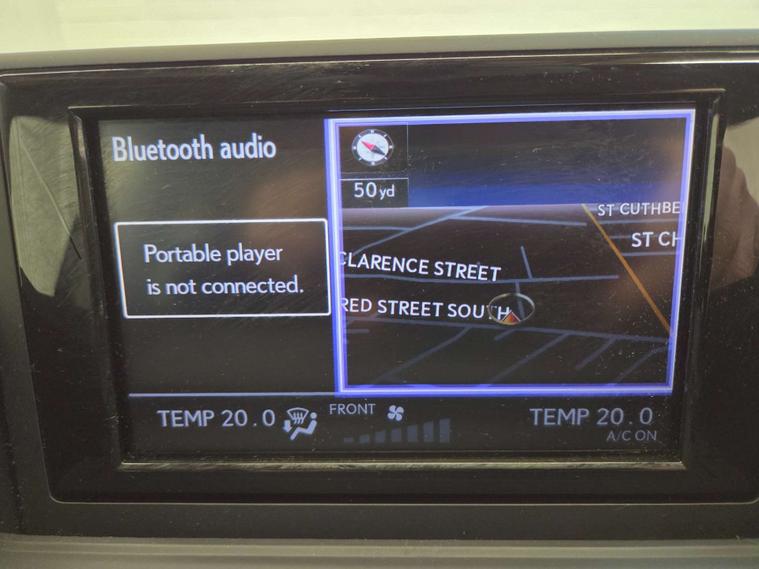 Bluetooth audio
Portable player
is not connected.
50yd
ST CUTHBE
ST CH
CLARENCE STREET
RED STREET SOUTH
TEMP 20.0
FRONT
TEMP 20.0
A/C ON